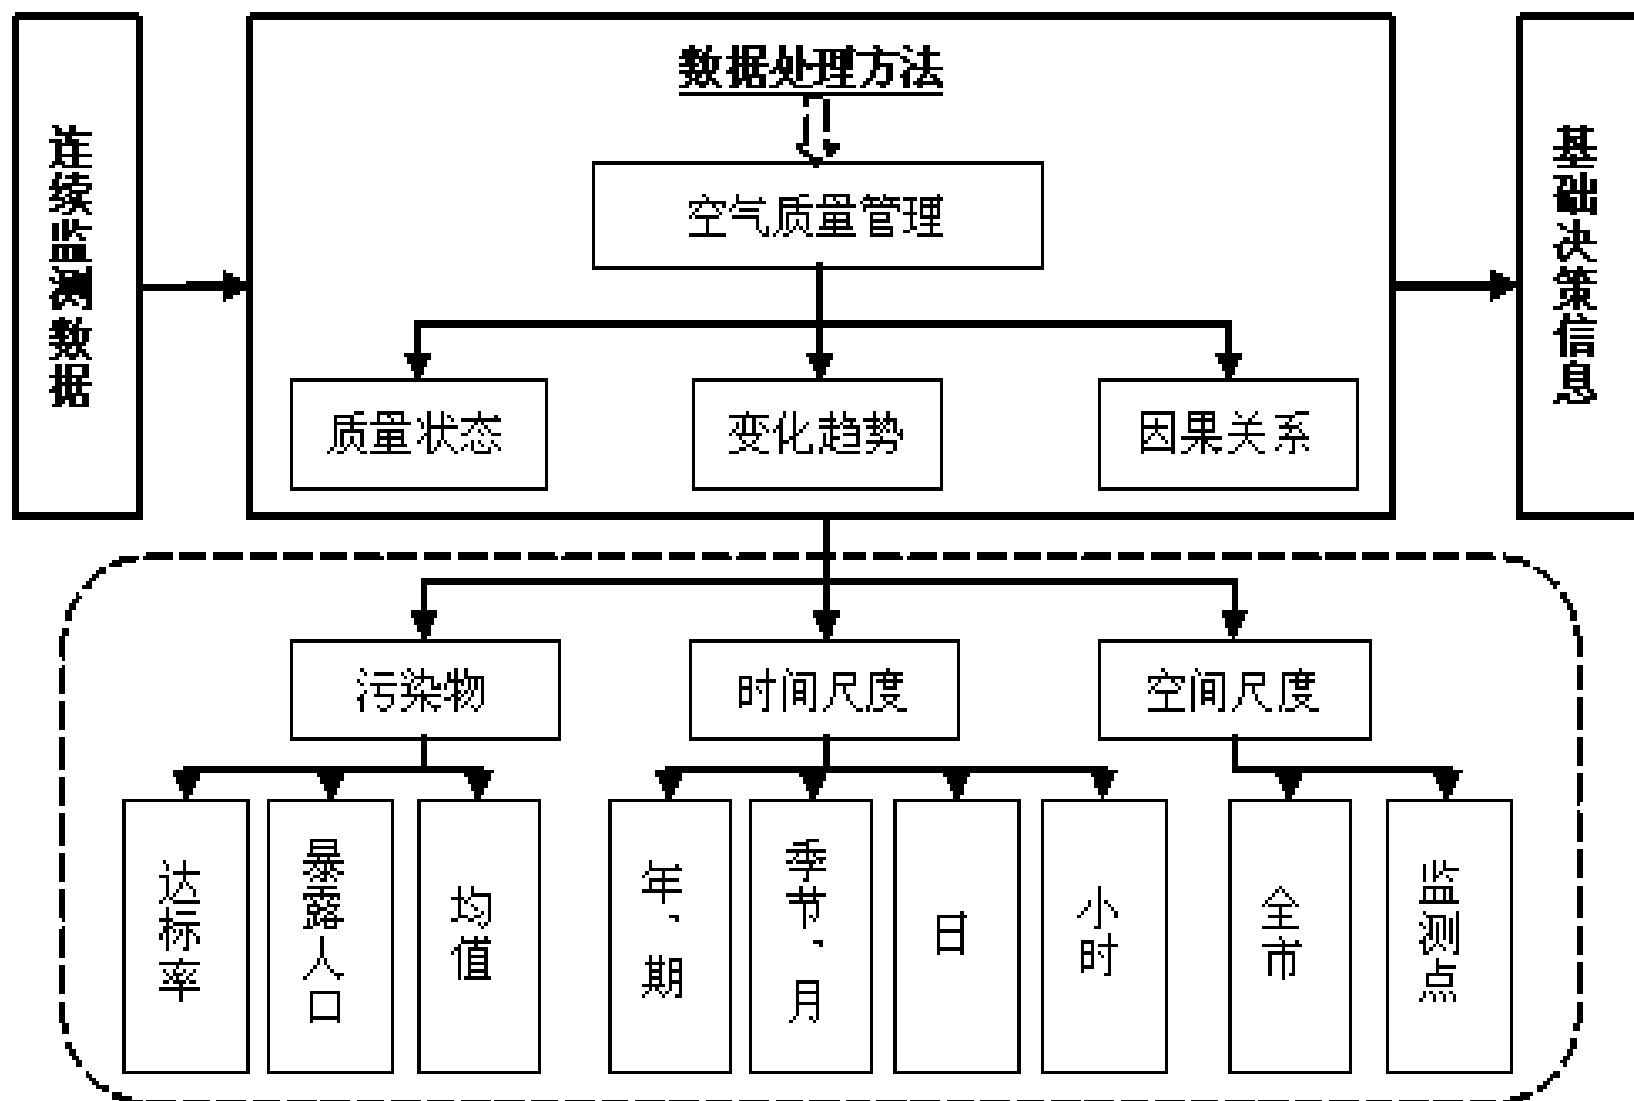 连续监测数据
数据处理方法
空气质量管理
质量状态
变化趋势
因果关系
基础决策信息
污染物
时间尺度
空间尺度
达标率
暴露人口
均值
年、期
季节、月
日
小时
全市
监测点